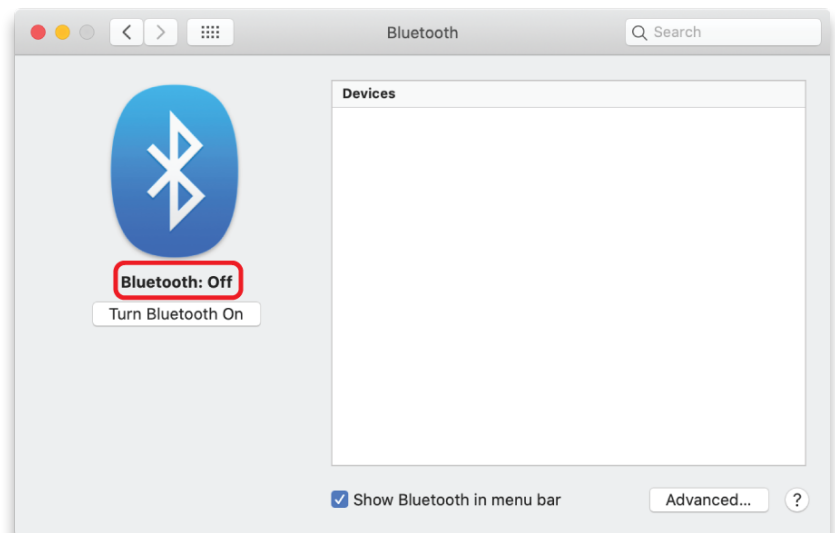 Bluetooth
Search
Devices
Bluetooth: Off
Turn Bluetooth On
Show Bluetooth in menu bar
Advanced...
?